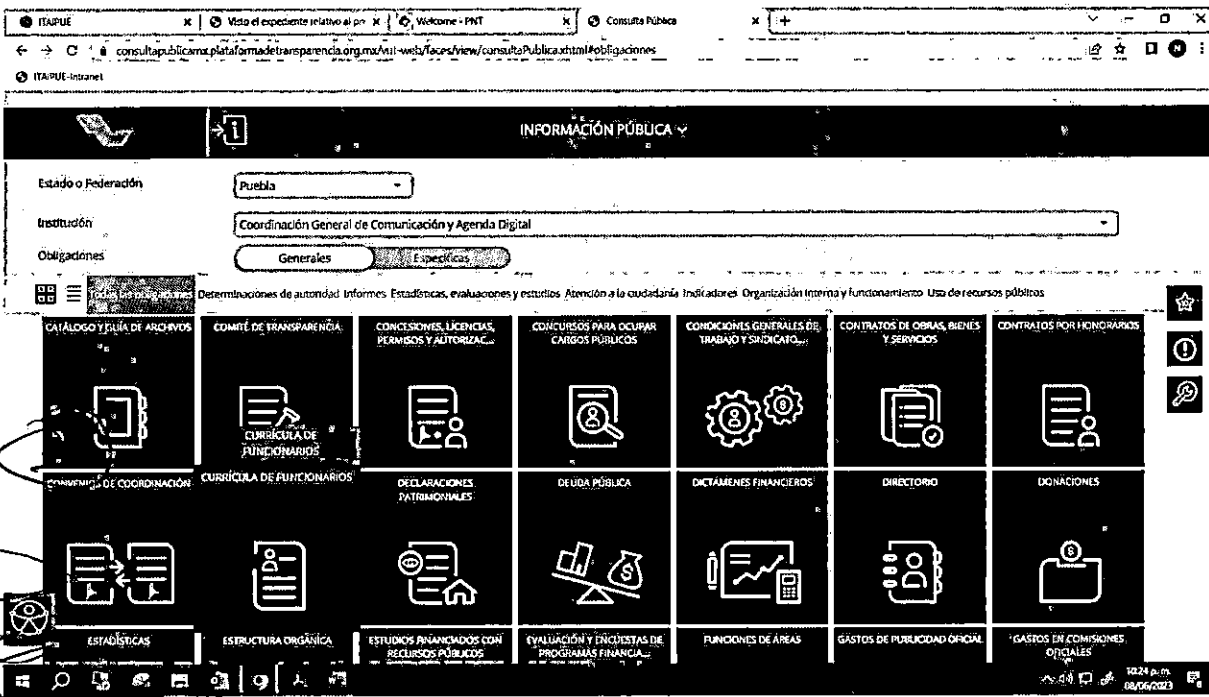 ITAIPUE
Visto el expediente relativo al pr
Welcome - PNT
Consulta Pública
consultapublicamx.plataformadetransparencia.org.mx/vut-web/faces/view/consultaPublica.xhtml#obligaciones
ITAIPUE-Intranet
INFORMACIÓN PÚBLICA
Estado o Federación
Puebla
Institución
Coordinación General de Comunicación y Agenda Digital
Obligaciones
Generales
Específicas
Todas las obligaciones Determinaciones de autoridad Informes Estadísticas, evaluaciones y estudios Atención a la ciudadanía Indicadores Organización interna y funcionamiento Uso de recursos públicos
CATÁLOGO Y GUÍA DE ARCHIVOS
COMITÉ DE TRANSPARENCIA
CONCESIONES, LICENCIAS,
PERMISOS Y AUTORIZAC...
CONCURSOS PARA OCUPAR
CARGOS PÚBLICOS
CONDICIONES GENERALES DE
TRABAJO Y SINDICATO...
CONTRATOS DE OBRAS, BIENES
Y SERVICIOS
CONTRATOS POR HONORARIOS
CURRÍCULA DE
FUNCIONARIOS
CONVENIOS DE COORDINACIÓN
CURRÍCULA DE FUNCIONARIOS
DECLARACIONES
PATRIMONIALES
DEUDA PÚBLICA
DICTÁMENES FINANCIEROS
DIRECTORIO
DONACIONES
ESTADÍSTICAS
ESTRUCTURA ORGÁNICA
ESTUDIOS FINANCIADOS CON
RECURSOS PÚBLICOS
EVALUACIÓN Y ENCUESTAS DE
PROGRAMAS FINANCIA...
FUNCIONES DE ÁREAS
GASTOS DE PUBLICIDAD OFICIAL
GASTOS EN COMISIONES
OFICIALES
10:24 p. m.
08/06/2023